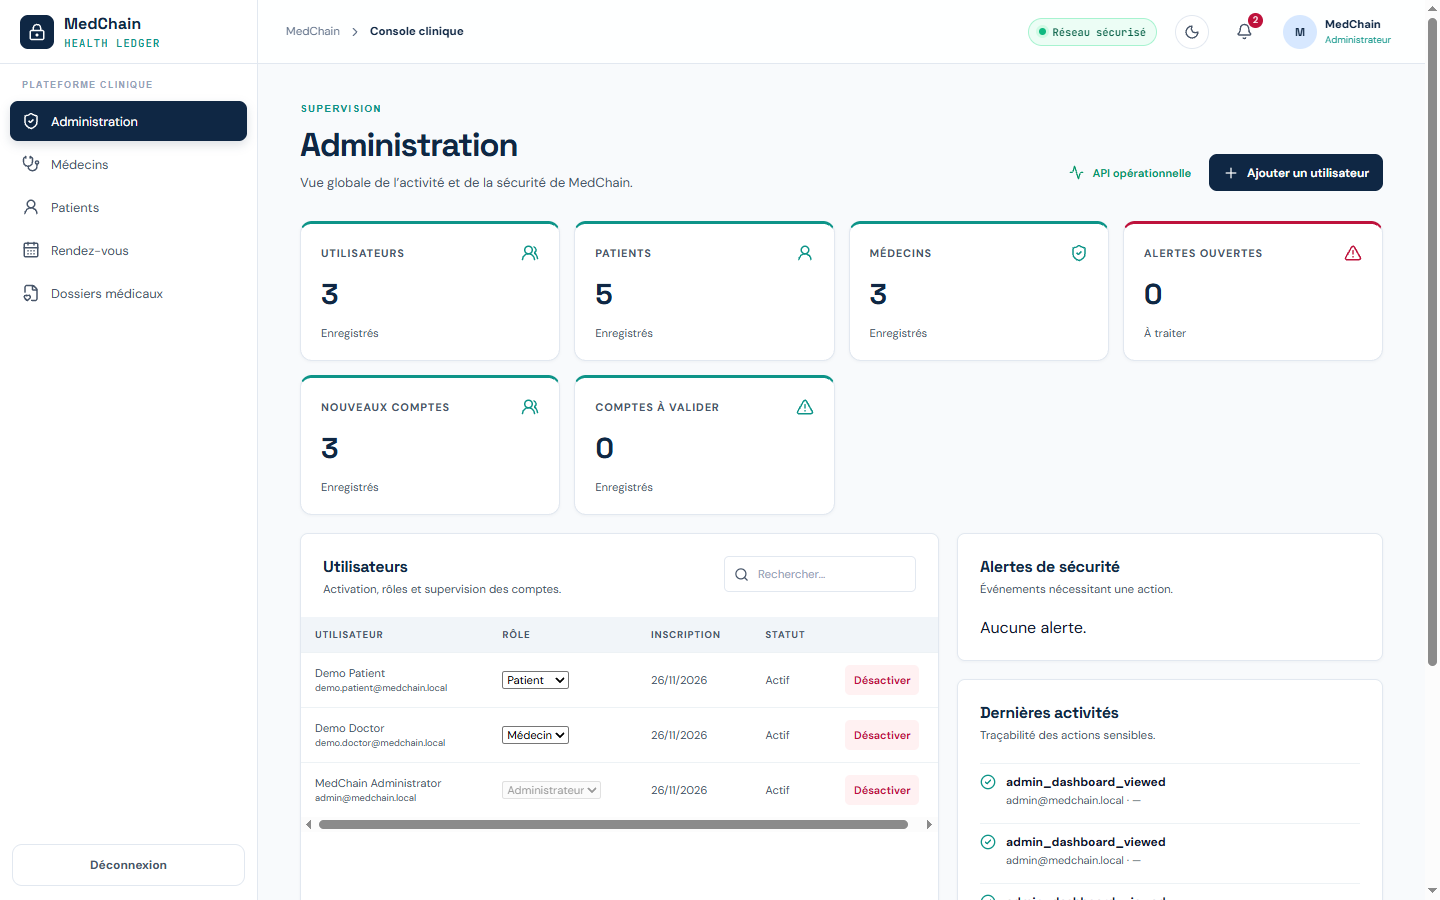 MedChain
HEALTH LEDGER
PLATEFORME CLINIQUE
Administration
Médecins
Patients
Rendez-vous
Dossiers médicaux
Déconnexion
MedChain > Console clinique
Réseau sécurisé
2
M
MedChain
Administrateur
SUPERVISION
Administration
Vue globale de l'activité et de la sécurité de MedChain.
API opérationnelle
Ajouter un utilisateur
UTILISATEURS
3
Enregistrés
PATIENTS
5
Enregistrés
MÉDECINS
3
Enregistrés
ALERTES OUVERTES
0
À traiter
NOUVEAUX COMPTES
3
Enregistrés
COMPTES À VALIDER
0
Enregistrés
Utilisateurs
Activation, rôles et supervision des comptes.
Rechercher...
UTILISATEUR RÔLE INSCRIPTION STATUT
Demo Patient
demo.patient@medchain.local
Patient 26/11/2026 Actif Désactiver
Demo Doctor
demo.doctor@medchain.local
Médecin 26/11/2026 Actif Désactiver
MedChain Administrator
admin@medchain.local
Administrateur 26/11/2026 Actif Désactiver
Alertes de sécurité
Événements nécessitant une action.
Aucune alerte.
Dernières activités
Traçabilité des actions sensibles.
admin_dashboard_viewed
admin@medchain.local · —
admin_dashboard_viewed
admin@medchain.local · —